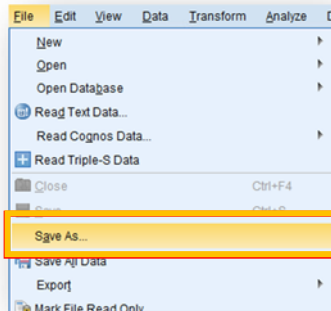 File Edit View Data Transform Analyze
New
Open
Open Database
Read Text Data...
Read Cognos Data...
Read Triple-S Data
Close Ctrl+F4
Save As...
Save All Data
Export
Mark File Read Only